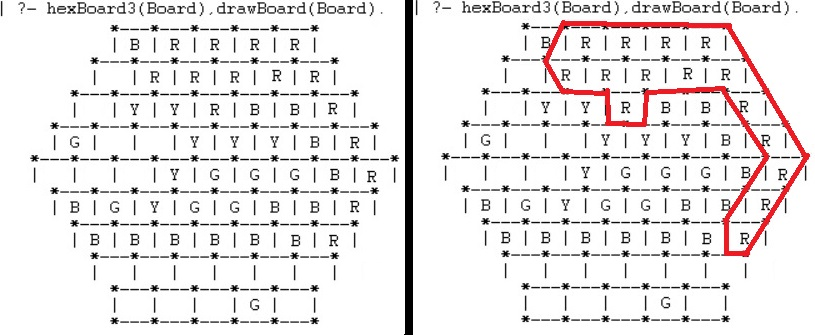 | ?- hexBoard3(Board),drawBoard(Board).
*---*---*---*---*---*
| B | R | R | R | R |
*---*---*---*---*---*---*
|   | R | R | R | R | R |
*---*---*---*---*---*---*---*
|   | Y | Y | R | B | B | R |
*---*---*---*---*---*---*---*---*
| G |   |   | Y | Y | Y | B | R |
*---*---*---*---*---*---*---*---*---*
|   |   |   | Y | G | G | G | B | R |
*---*---*---*---*---*---*---*---*
| B | G | Y | G | G | B | B | R |
*---*---*---*---*---*---*---*
| B | B | B | B | B | B | R |
*---*---*---*---*---*---*
|   |   |   |   |   |   |
*---*---*---*---*---*
|   |   |   | G |   |
*---*---*---*---*---*
| ?- hexBoard3(Board),drawBoard(Board).
*---*---*---*---*---*
| B | R | R | R | R |
*---*---*---*---*---*---*
|   | R | R | R | R | R |
*---*---*---*---*---*---*---*
|   | Y | Y | R | B | B | R |
*---*---*---*---*---*---*---*---*
| G |   |   | Y | Y | Y | B | R |
*---*---*---*---*---*---*---*---*---*
|   |   |   | Y | G | G | G | B | R |
*---*---*---*---*---*---*---*---*
| B | G | Y | G | G | B | B | R |
*---*---*---*---*---*---*---*
| B | B | B | B | B | B | R |
*---*---*---*---*---*---*
|   |   |   |   |   |   |
*---*---*---*---*---*
|   |   |   | G |   |
*---*---*---*---*---*